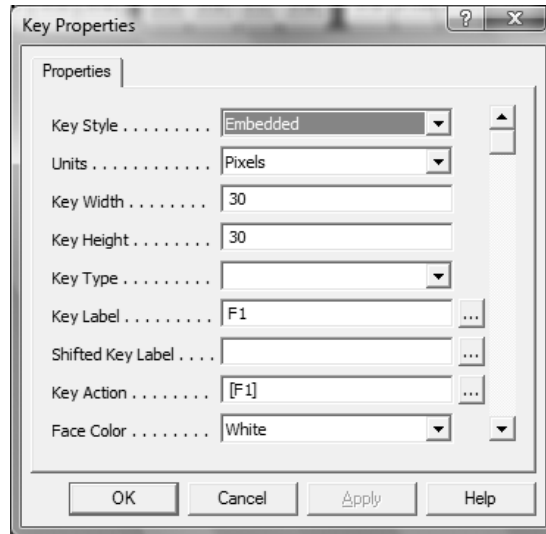 Key Properties ? X
Properties
Key Style . . . . . . . . . Embedded
Units . . . . . . . . . . . . Pixels
Key Width . . . . . . . . 30
Key Height . . . . . . . . 30
Key Type . . . . . . . . .
Key Label . . . . . . . . . F1 ...
Shifted Key Label . . . . ...
Key Action . . . . . . . . [F1] ...
Face Color . . . . . . . . White
OK Cancel Apply Help